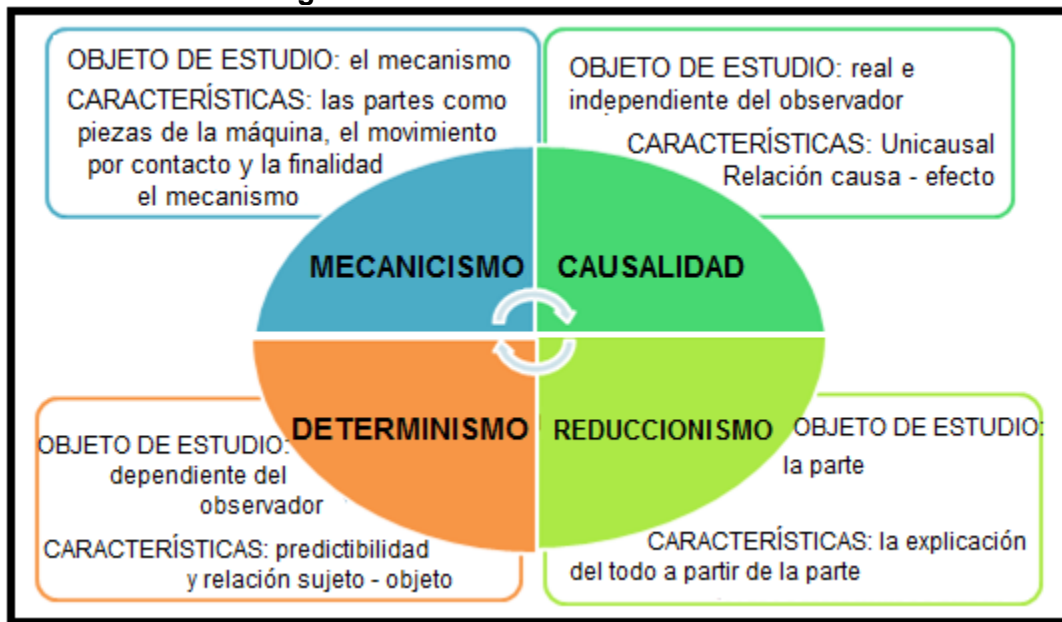 OBJETO DE ESTUDIO: el mecanismo
CARACTERÍSTICAS: las partes como
piezas de la máquina, el movimiento
por contacto y la finalidad
el mecanismo
OBJETO DE ESTUDIO: real e
independiente del observador
CARACTERÍSTICAS: Unicausal
Relación causa - efecto
MECANICISMO
CAUSALIDAD
DETERMINISMO
REDUCCIONISMO
OBJETO DE ESTUDIO:
dependiente del
observador
CARACTERÍSTICAS: predictibilidad
y relación sujeto - objeto
OBJETO DE ESTUDIO:
la parte
CARACTERÍSTICAS: la explicación
del todo a partir de la parte